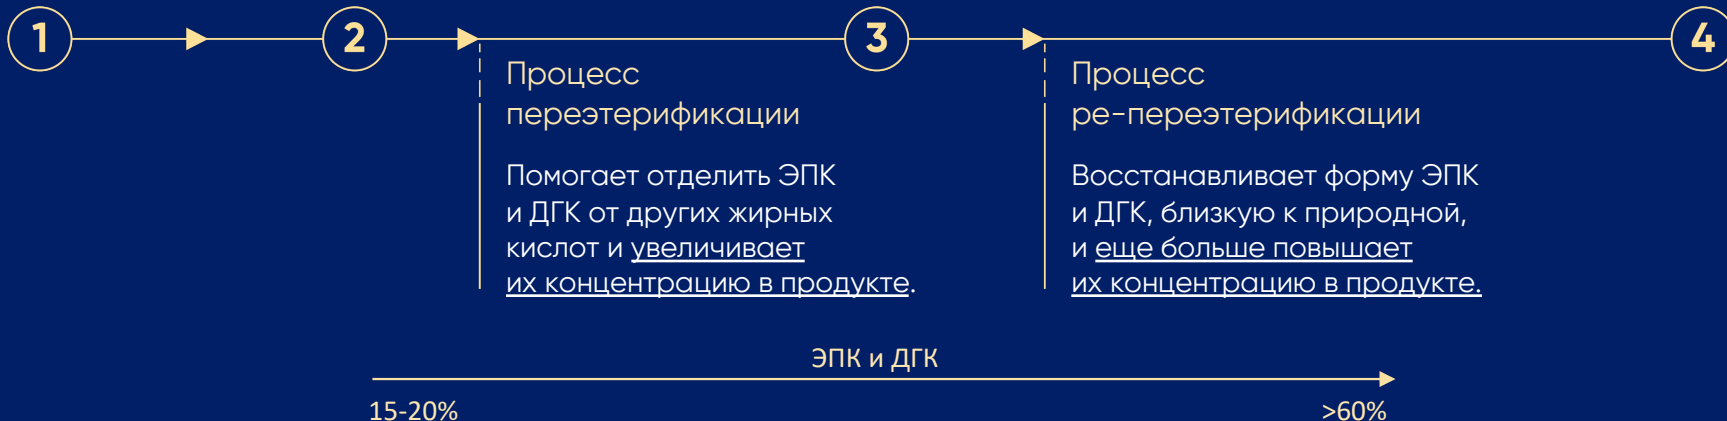 1
2
3
4
Процесс
переэтерификации
Помогает отделить ЭПК
и ДГК от других жирных
кислот и увеличивает
их концентрацию в продукте.
Процесс
ре-переэтерификации
Восстанавливает форму ЭПК
и ДГК, близкую к природной,
и еще больше повышает
их концентрацию в продукте.
ЭПК и ДГК
15-20%
>60%